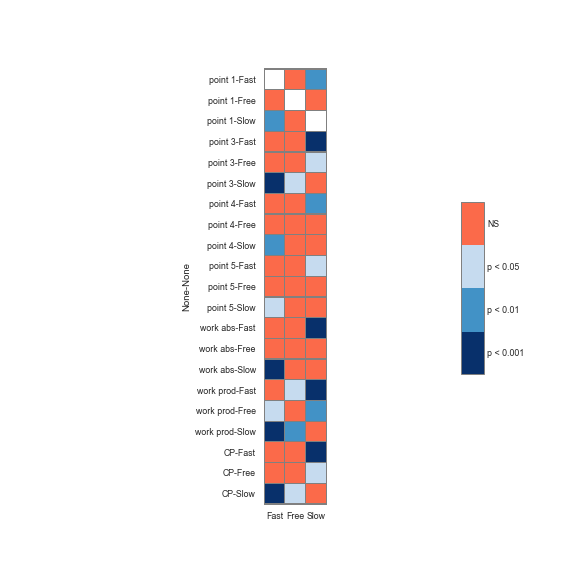 point 1-Fast
point 1-Free
point 1-Slow
point 3-Fast
point 3-Free
point 3-Slow
point 4-Fast
point 4-Free
point 4-Slow
point 5-Fast
point 5-Free
point 5-Slow
work abs-Fast
work abs-Free
work abs-Slow
work prod-Fast
work prod-Free
work prod-Slow
CP-Fast
CP-Free
CP-Slow
None-None
Fast Free Slow
NS
p < 0.05
p < 0.01
p < 0.001